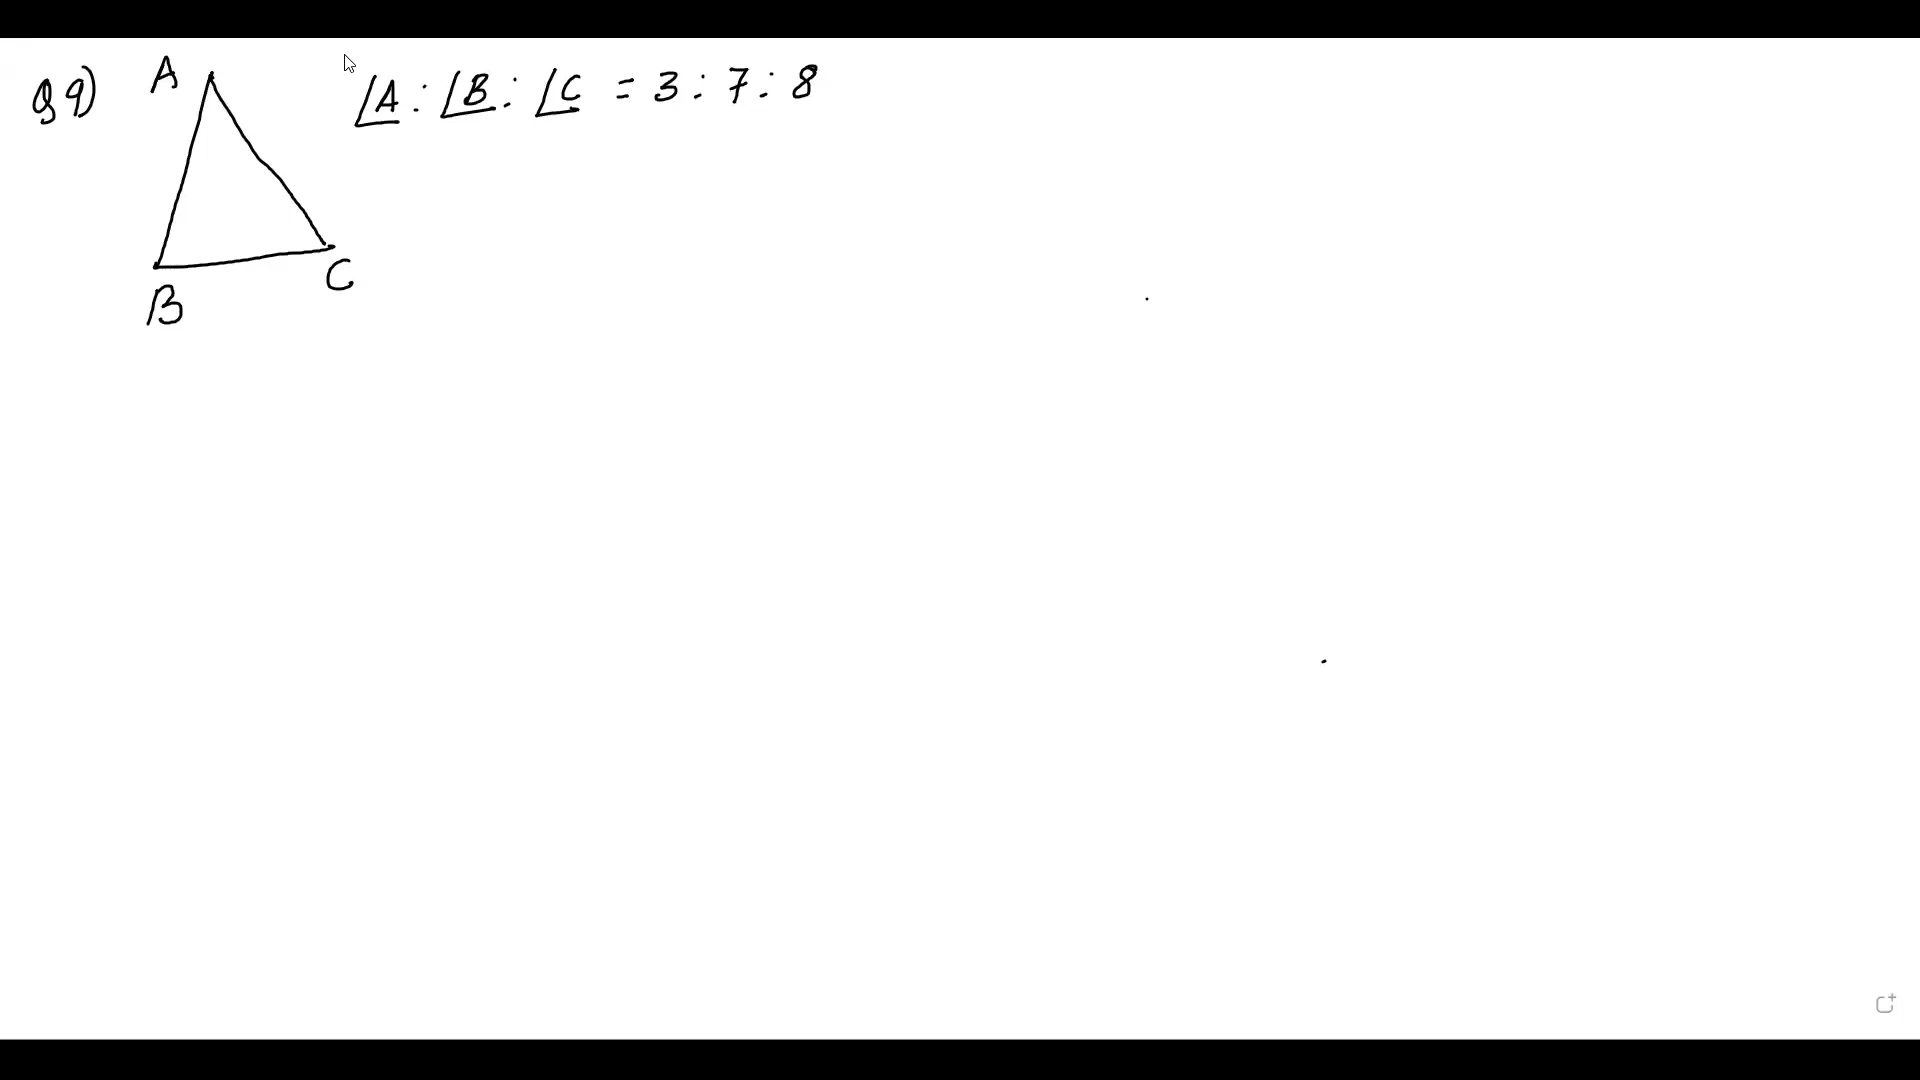 Q9)
A
∠A : ∠B : ∠C = 3 : 7 : 8
B
C